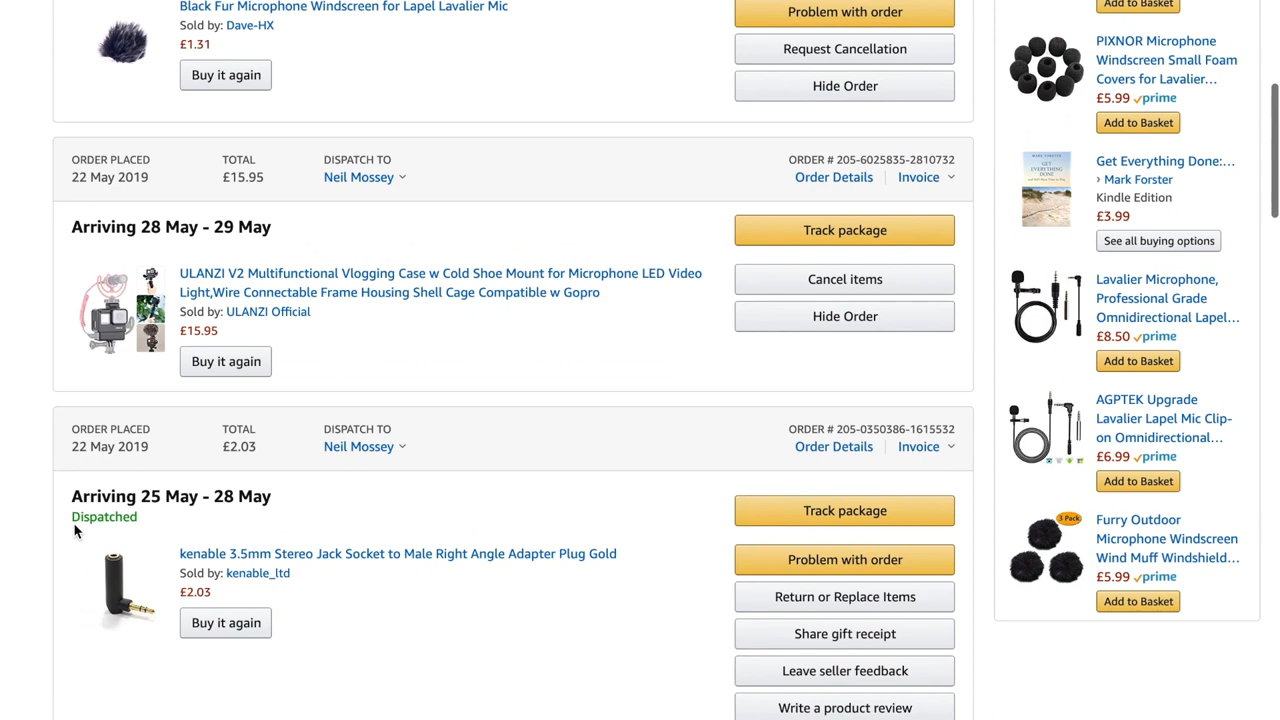 Black Fur Microphone Windscreen for Lapel Lavalier Mic
Sold by: Dave-HX
£1.31
Buy it again
Problem with order
Request Cancellation
Hide Order
ORDER PLACED
22 May 2019
TOTAL
£15.95
DISPATCH TO
Neil Mossey
ORDER # 205-6025835-2810732
Order Details
Invoice
Arriving 28 May - 29 May
ULANZI V2 Multifunctional Vlogging Case w Cold Shoe Mount for Microphone LED Video
Light,Wire Connectable Frame Housing Shell Cage Compatible w Gopro
Sold by: ULANZI Official
£15.95
Buy it again
Track package
Cancel items
Hide Order
ORDER PLACED
22 May 2019
TOTAL
£2.03
DISPATCH TO
Neil Mossey
ORDER # 205-0350386-1615532
Order Details
Invoice
Arriving 25 May - 28 May
Dispatched
kenable 3.5mm Stereo Jack Socket to Male Right Angle Adapter Plug Gold
Sold by: kenable_ltd
£2.03
Buy it again
Track package
Problem with order
Return or Replace Items
Share gift receipt
Leave seller feedback
Write a product review
Add to Basket
PIXNOR Microphone
Windscreen Small Foam
Covers for Lavalier…
£5.99 prime
Add to Basket
MARK FORSTER
GET
EVERYTHING
DONE
Get Everything Done:…
› Mark Forster
Kindle Edition
£3.99
See all buying options
Lavalier Microphone,
Professional Grade
Omnidirectional Lapel…
£8.50 prime
Add to Basket
AGPTEK Upgrade
Lavalier Lapel Mic Clip-
on Omnidirectional…
£6.99 prime
Add to Basket
3 Pack
Furry Outdoor
Microphone Windscreen
Wind Muff Windshield…
£5.99 prime
Add to Basket